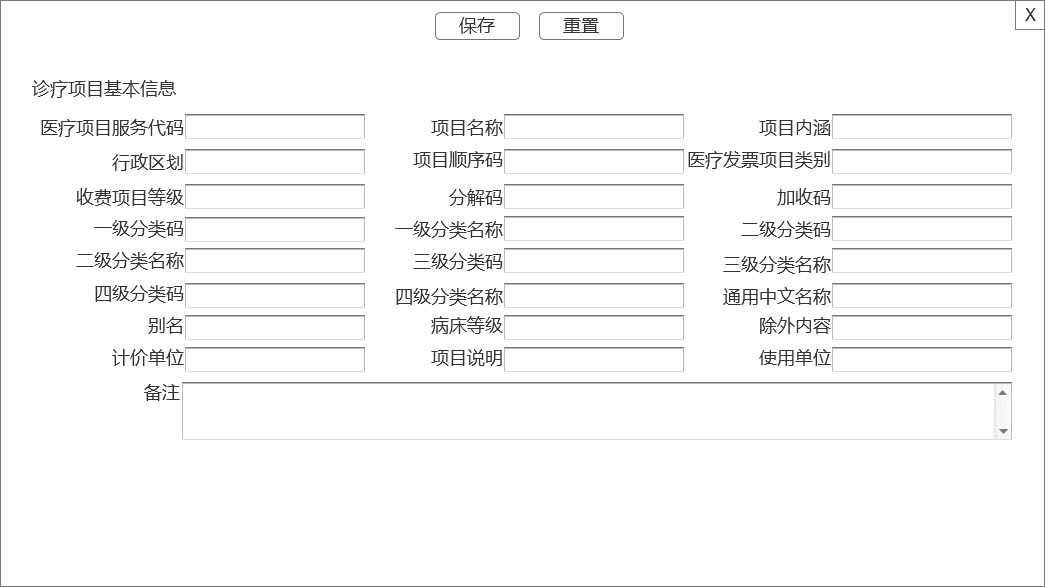 保存 重置 X
诊疗项目基本信息
医疗项目服务代码 项目名称 项目内涵
行政区划 项目顺序码 医疗发票项目类别
收费项目等级 分解码 加收码
一级分类码 一级分类名称 二级分类码
二级分类名称 三级分类码 三级分类名称
四级分类码 四级分类名称 通用中文名称
别名 病床等级 除外内容
计价单位 项目说明 使用单位
备注